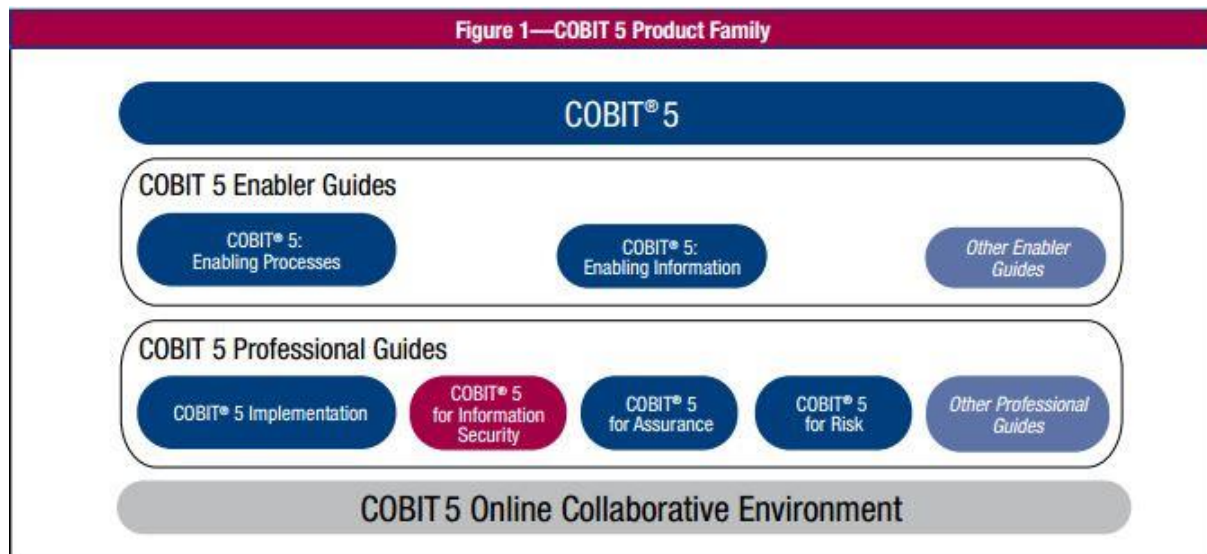 Figure 1—COBIT 5 Product Family
COBIT® 5
COBIT 5 Enabler Guides
COBIT® 5:
Enabling Processes
COBIT® 5:
Enabling Information
Other Enabler
Guides
COBIT 5 Professional Guides
COBIT® 5 Implementation
COBIT® 5
for Information
Security
COBIT® 5
for Assurance
COBIT® 5
for Risk
Other Professional
Guides
COBIT 5 Online Collaborative Environment